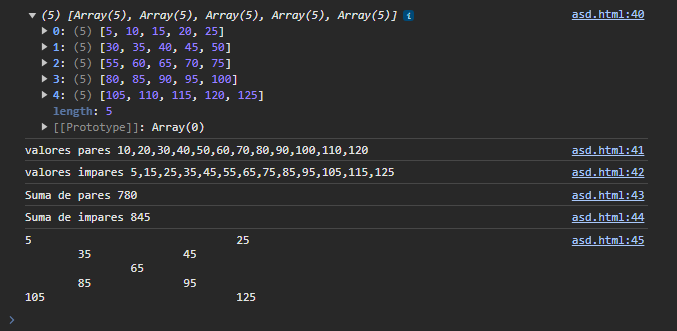 ▼ (5) [Array(5), Array(5), Array(5), Array(5), Array(5)] i asd.html:40
▶ 0: (5) [5, 10, 15, 20, 25]
▶ 1: (5) [30, 35, 40, 45, 50]
▶ 2: (5) [55, 60, 65, 70, 75]
▶ 3: (5) [80, 85, 90, 95, 100]
▶ 4: (5) [105, 110, 115, 120, 125]
length: 5
▶ [[Prototype]]: Array(0)
valores pares 10,20,30,40,50,60,70,80,90,100,110,120 asd.html:41
valores impares 5,15,25,35,45,55,65,75,85,95,105,115,125 asd.html:42
Suma de pares 780 asd.html:43
Suma de impares 845 asd.html:44
5 25 asd.html:45
35 45
65
85 95
105 125
>